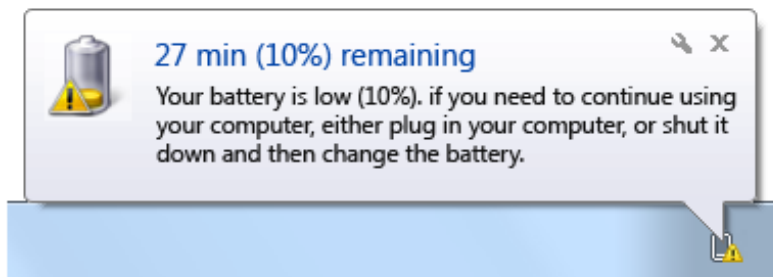 27 min (10%) remaining
Your battery is low (10%). if you need to continue using
your computer, either plug in your computer, or shut it
down and then change the battery.